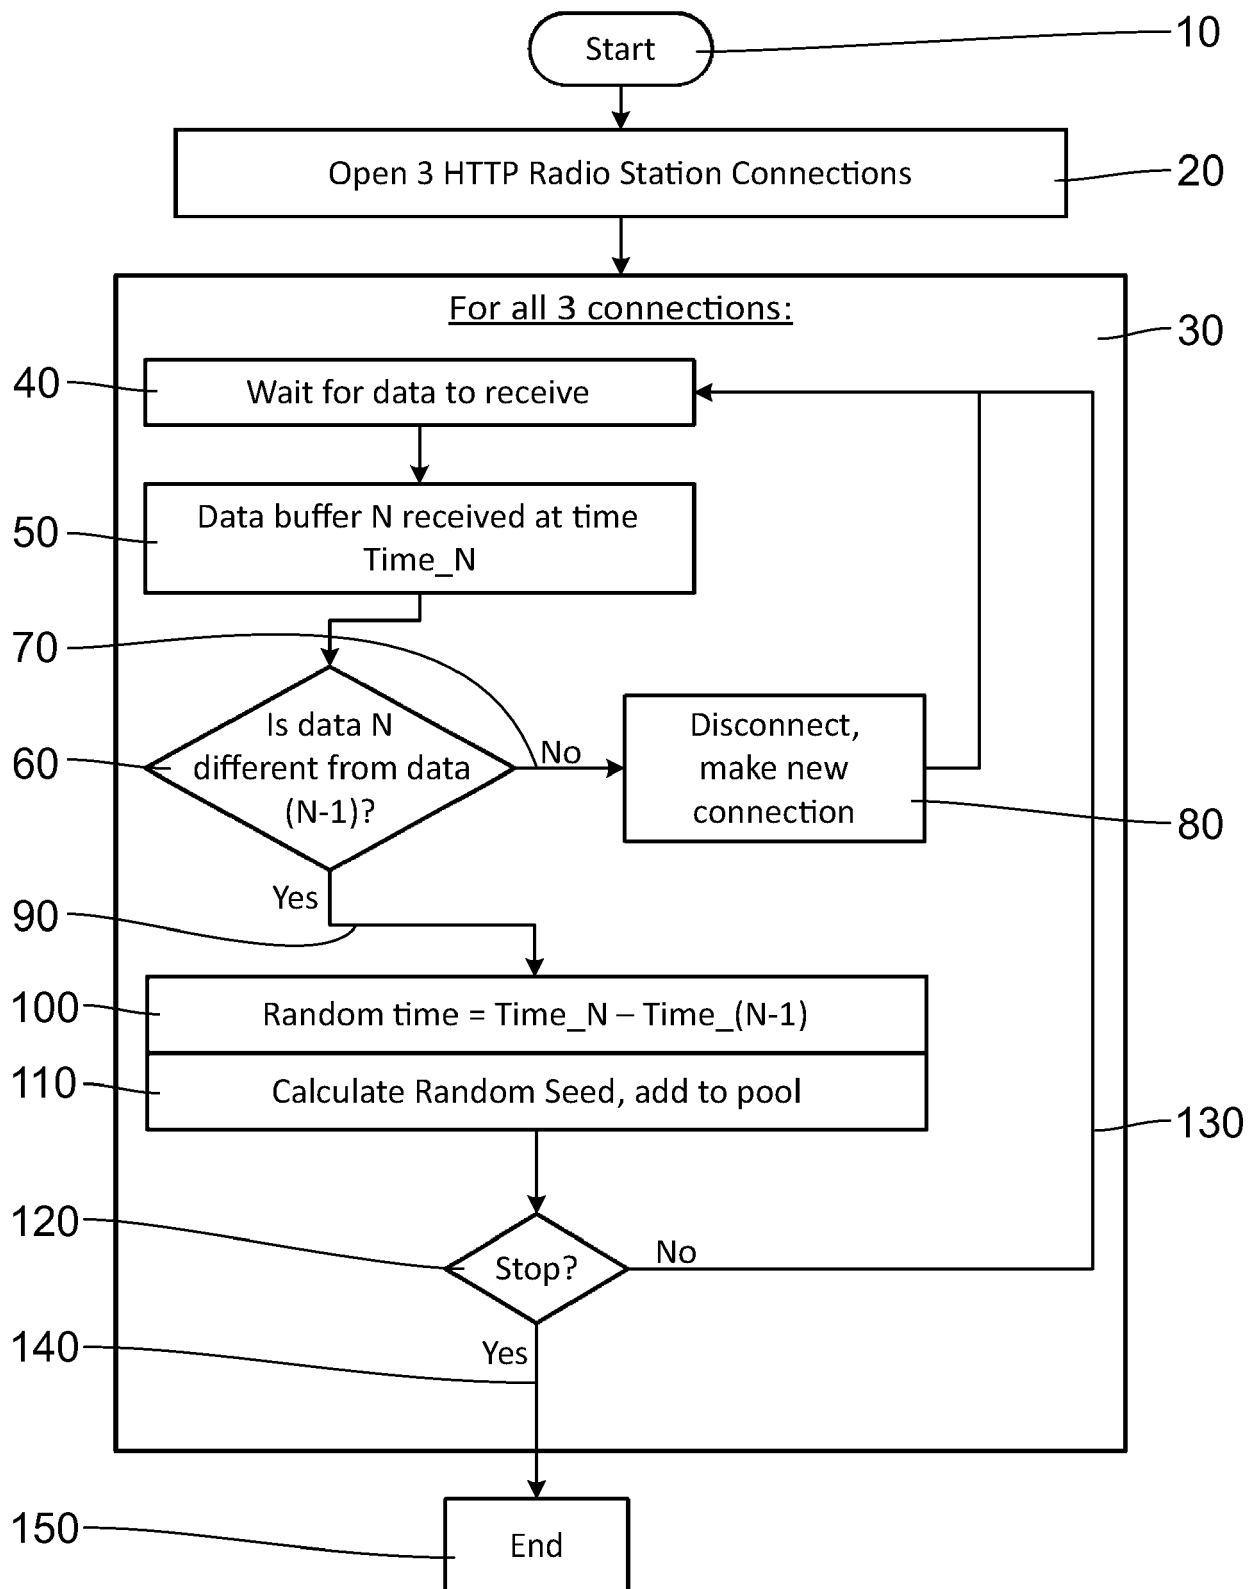 Start
10
Open 3 HTTP Radio Station Connections
20
For all 3 connections:
30
40
Wait for data to receive
50
Data buffer N received at time
Time_N
70
60
Is data N
different from data
(N-1)?
No
Disconnect,
make new
connection
80
Yes
90
100
Random time = Time_N – Time_(N-1)
110
Calculate Random Seed, add to pool
130
120
Stop?
No
140
Yes
150
End